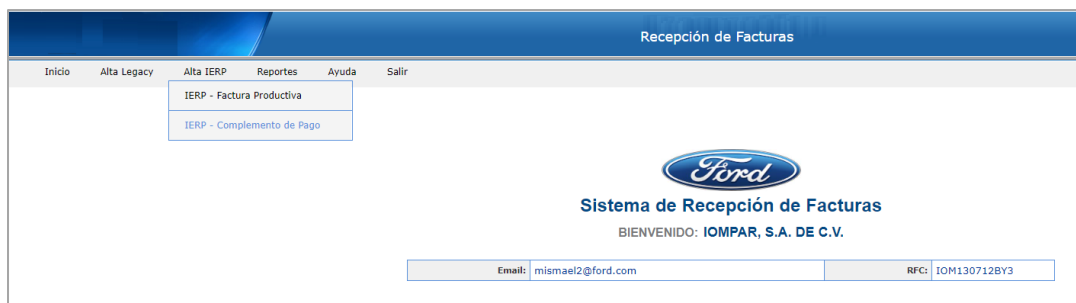 Recepción de Facturas
Inicio Alta Legacy Alta IERP Reportes Ayuda Salir
IERP - Factura Productiva
IERP - Complemento de Pago
Ford
Sistema de Recepción de Facturas
BIENVENIDO: IOMPAR, S.A. DE C.V.
Email: mismael2@ford.com RFC: IOM130712BY3